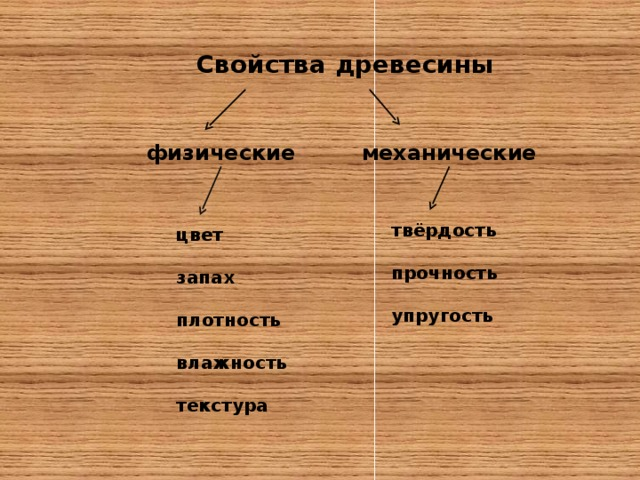 Свойства древесины
физические
механические
цвет
запах
плотность
влажность
текстура
твёрдость
прочность
упругость